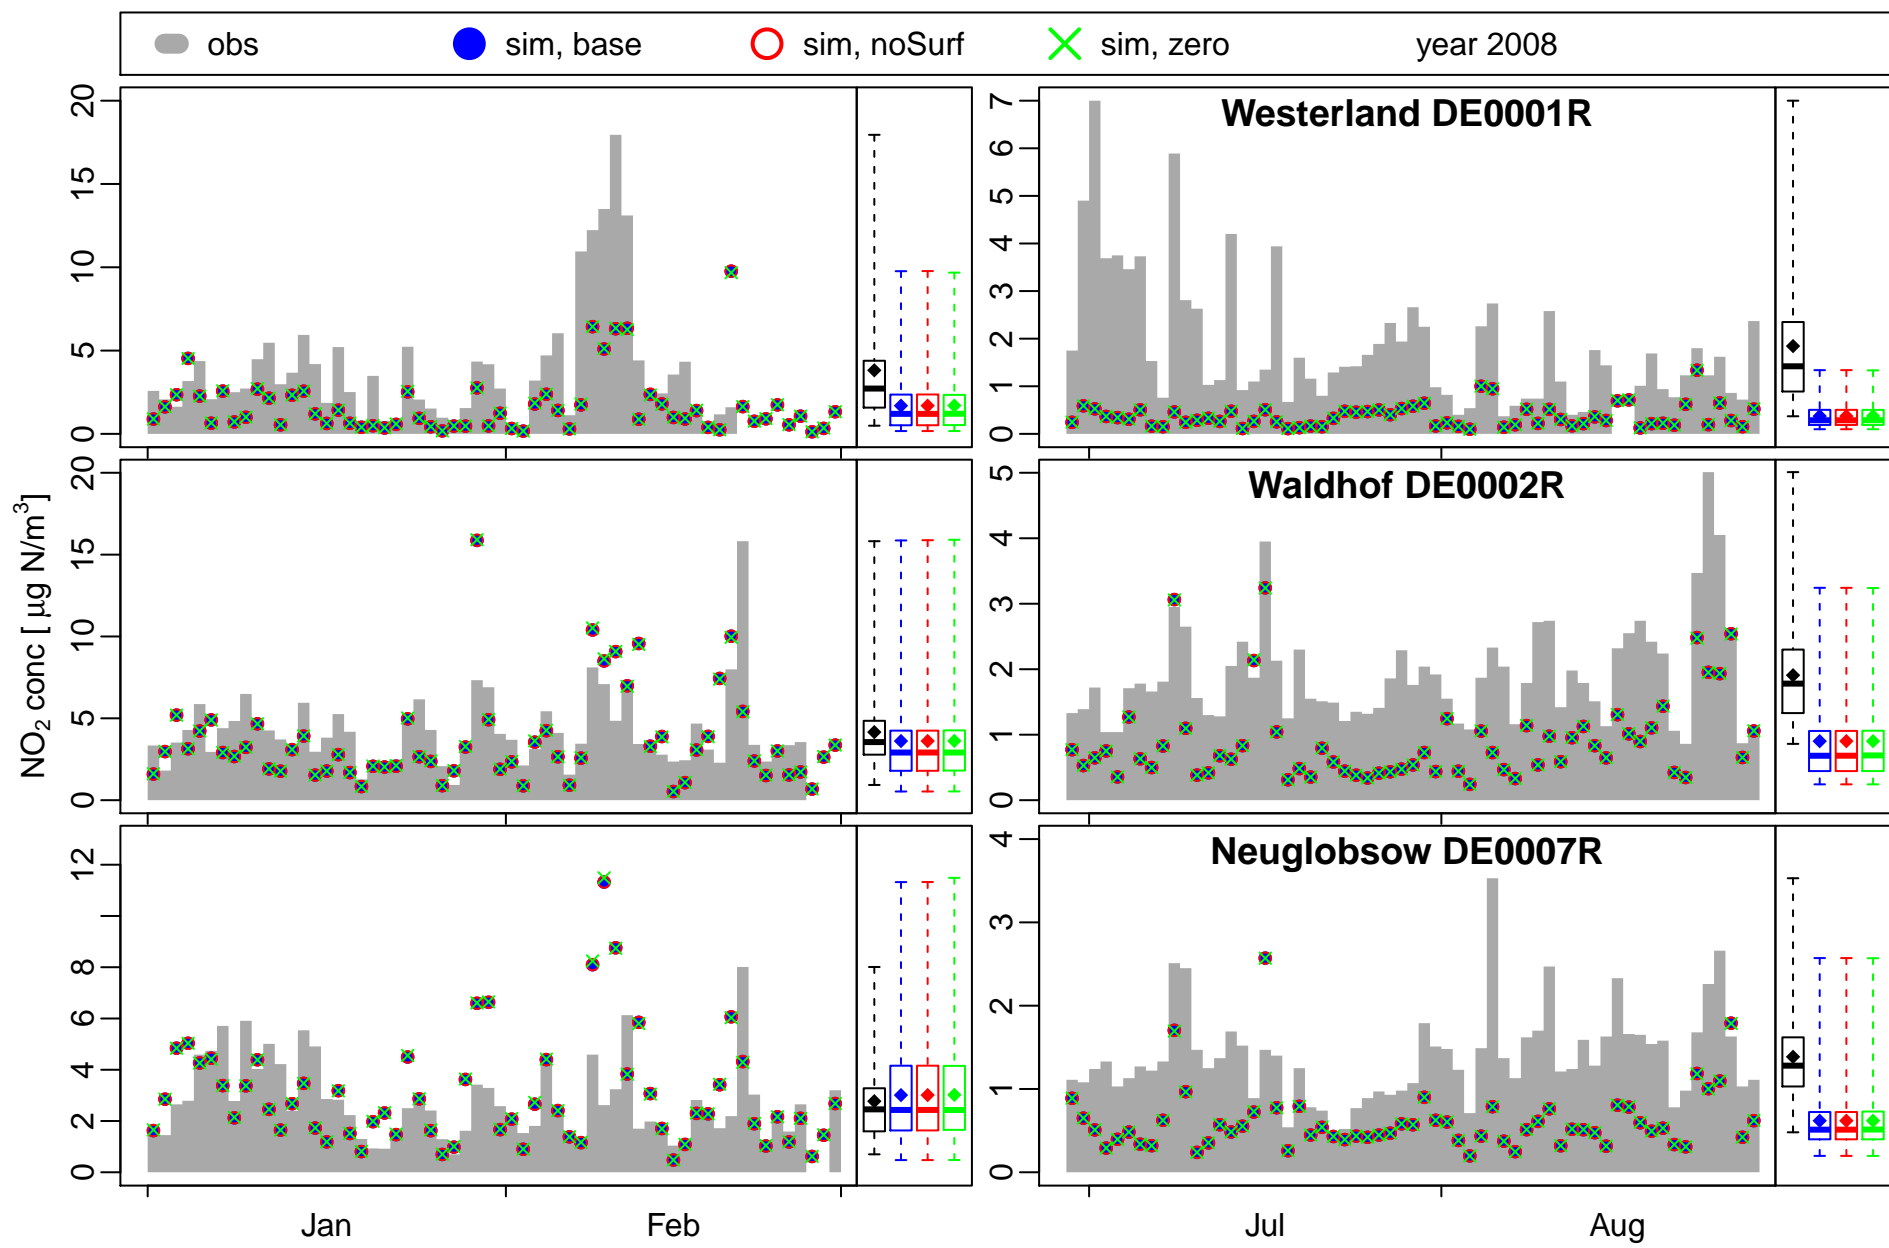 obs sim, base sim, noSurf sim, zero year 2008
NO2 conc [ µg N/m³]
0 5 10 15 20
Westerland DE0001R
0 1 2 3 4 5 6 7
0 5 10 15 20
Waldhof DE0002R
0 1 2 3 4 5
0 2 4 6 8 12
Neuglobsow DE0007R
0 1 2 3 4
Jan Feb Jul Aug